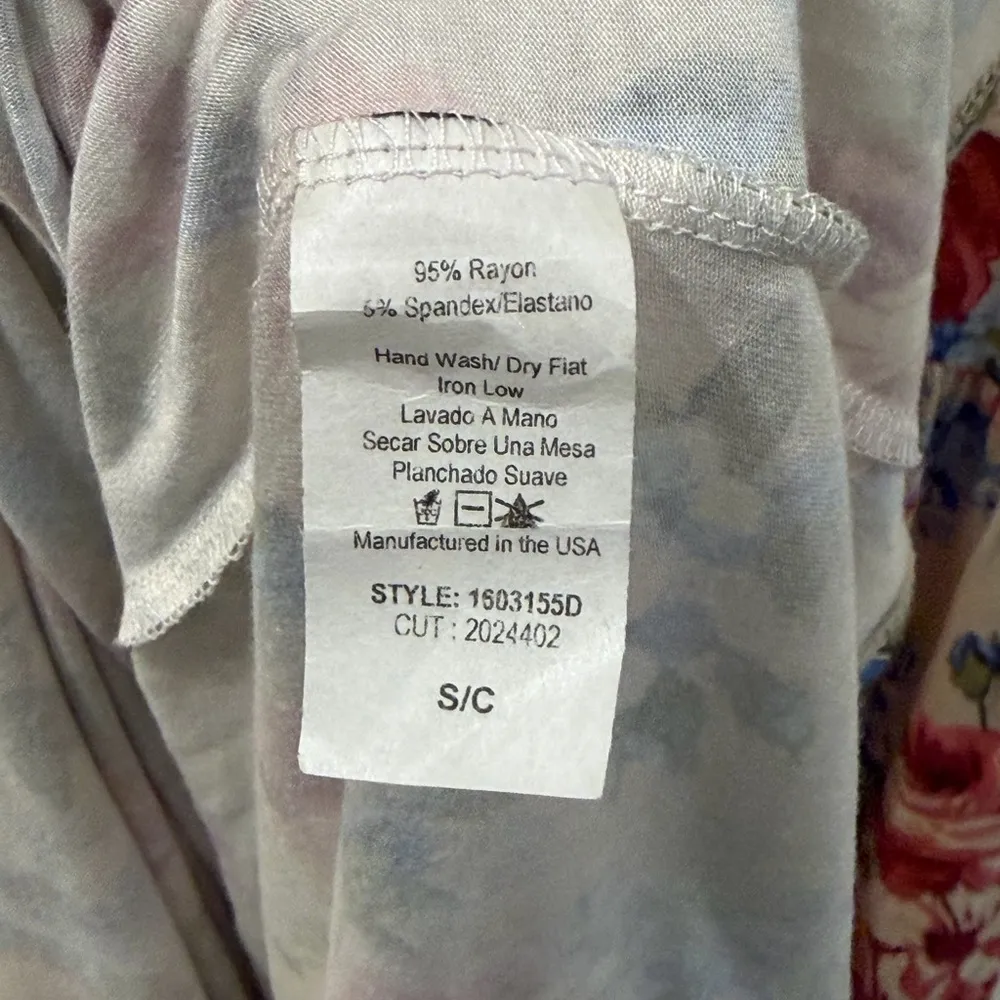 95% Rayon
5% Spandex/Elastano
Hand Wash/ Dry Flat
Iron Low
Lavado A Mano
Secar Sobre Una Mesa
Planchado Suave
Manufactured in the USA
STYLE: 1603155D
CUT : 2024402
S/C